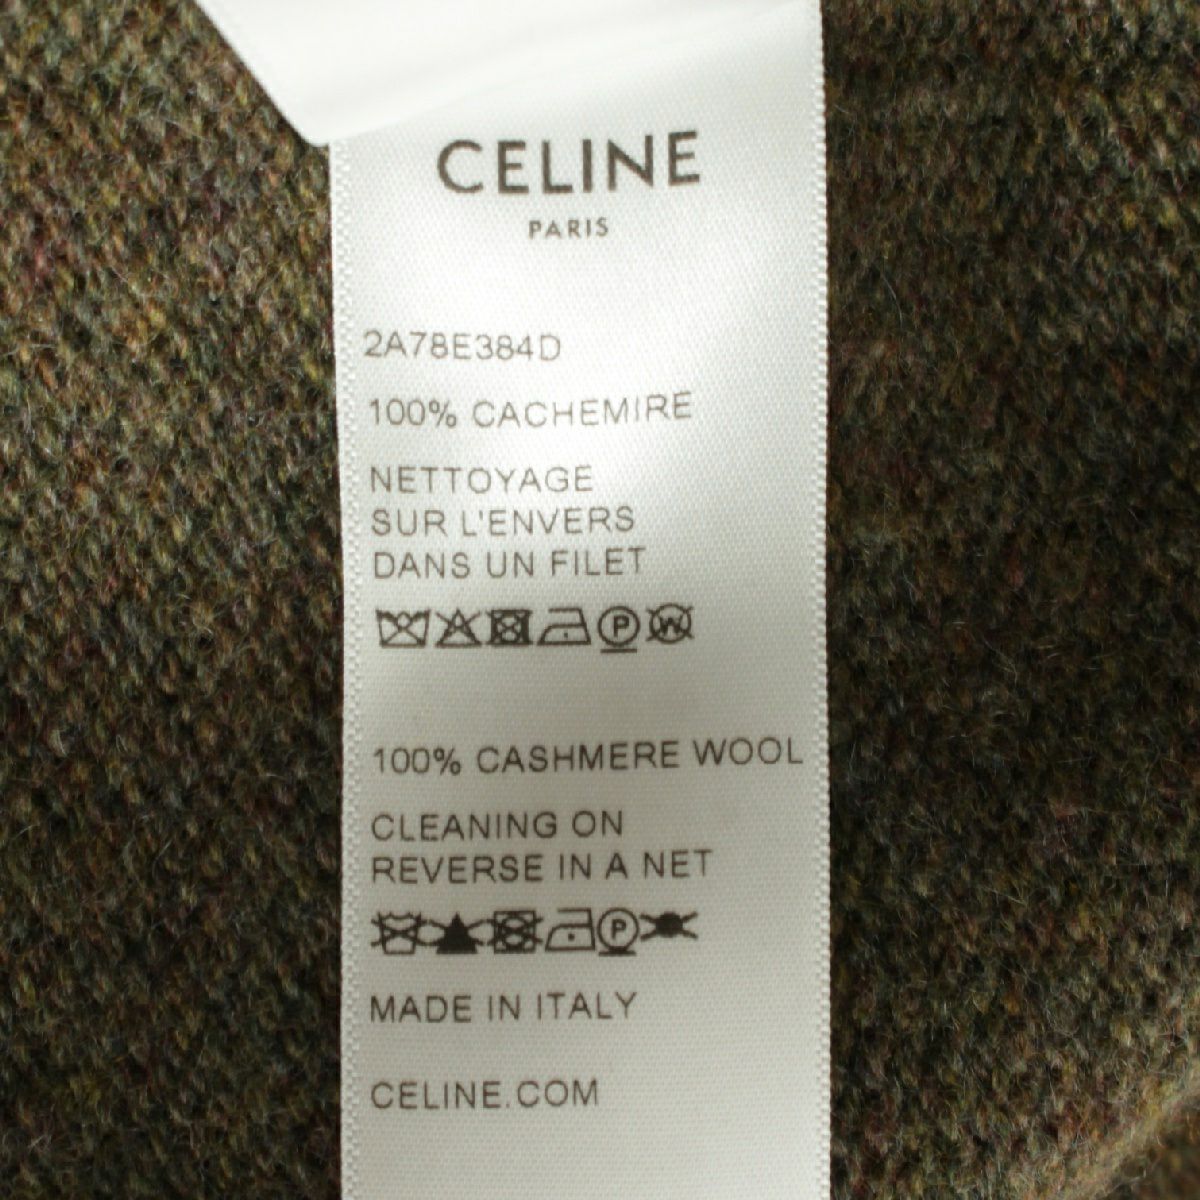 CELINE
PARIS
2A78E384D
100% CACHEMIRE
NETTOYAGE
SUR L'ENVERS
DANS UN FILET
P W
100% CASHMERE WOOL
CLEANING ON
REVERSE IN A NET
P
MADE IN ITALY
CELINE.COM